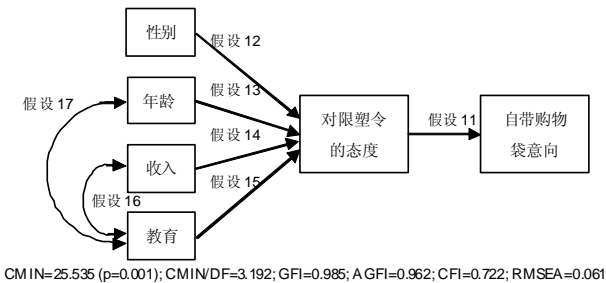 性别
假设12
假设17
年龄
假设13
对限塑令
的态度
假设11
自带购物
袋意向
假设14
收入
假设16
假设15
教育
CMIN=25.535 (p=0.001); CMIN/DF=3.192; GFI=0.985; AGFI=0.962; CFI=0.722; RMSEA=0.061